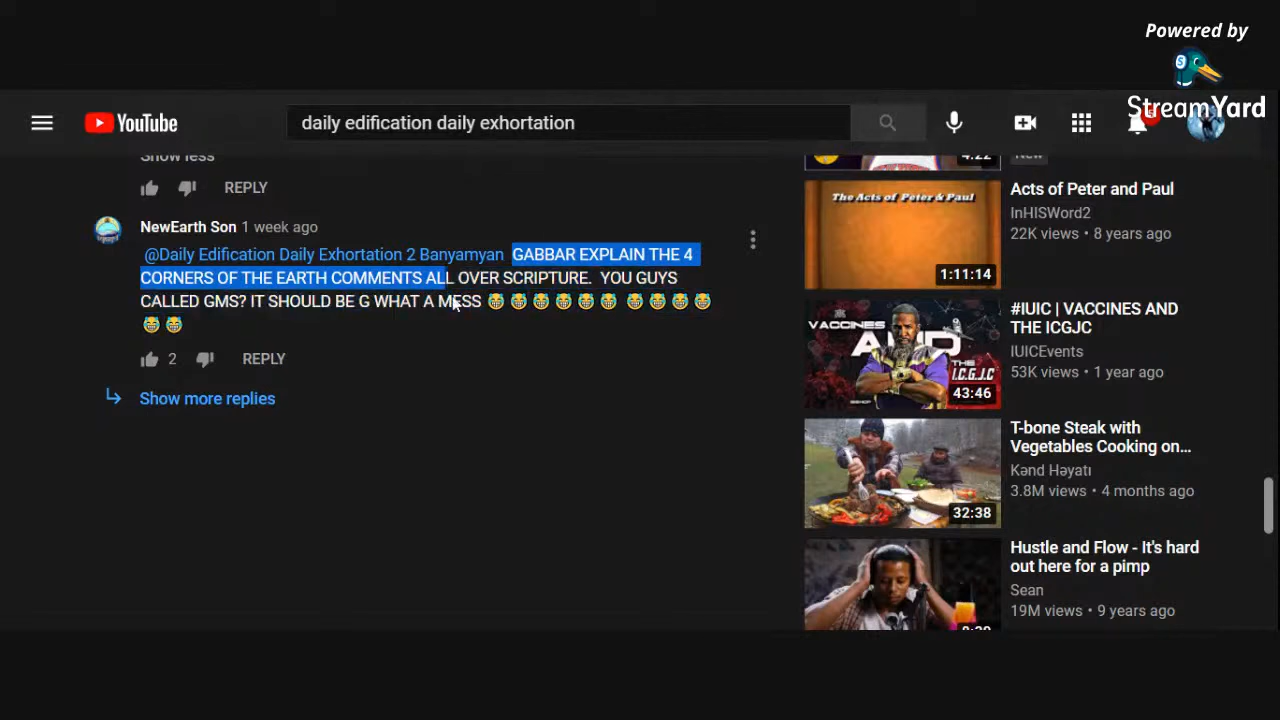 Powered by
StreamYard
YouTube
daily edification daily exhortation
Show less
REPLY
NewEarth Son 1 week ago
@Daily Edification Daily Exhortation 2 Banyamyan GABBAR EXPLAIN THE 4
CORNERS OF THE EARTH COMMENTS ALL OVER SCRIPTURE. YOU GUYS
CALLED GMS? IT SHOULD BE G WHAT A MESS 😹😹😹😹😹😹 😹😹😹😹
😹😹
2 REPLY
Show more replies
4:22
New
The Acts of Peter & Paul
1:11:14
Acts of Peter and Paul
InHISWord2
22K views • 8 years ago
VACCINES
AND
THE
I.C.G.J.C
BISHOP
43:46
#IUIC | VACCINES AND
THE ICGJC
IUICEvents
53K views • 1 year ago
32:38
T-bone Steak with
Vegetables Cooking on...
Kənd Həyatı
3.8M views • 4 months ago
Hustle and Flow - It's hard
out here for a pimp
Sean
19M views • 9 years ago